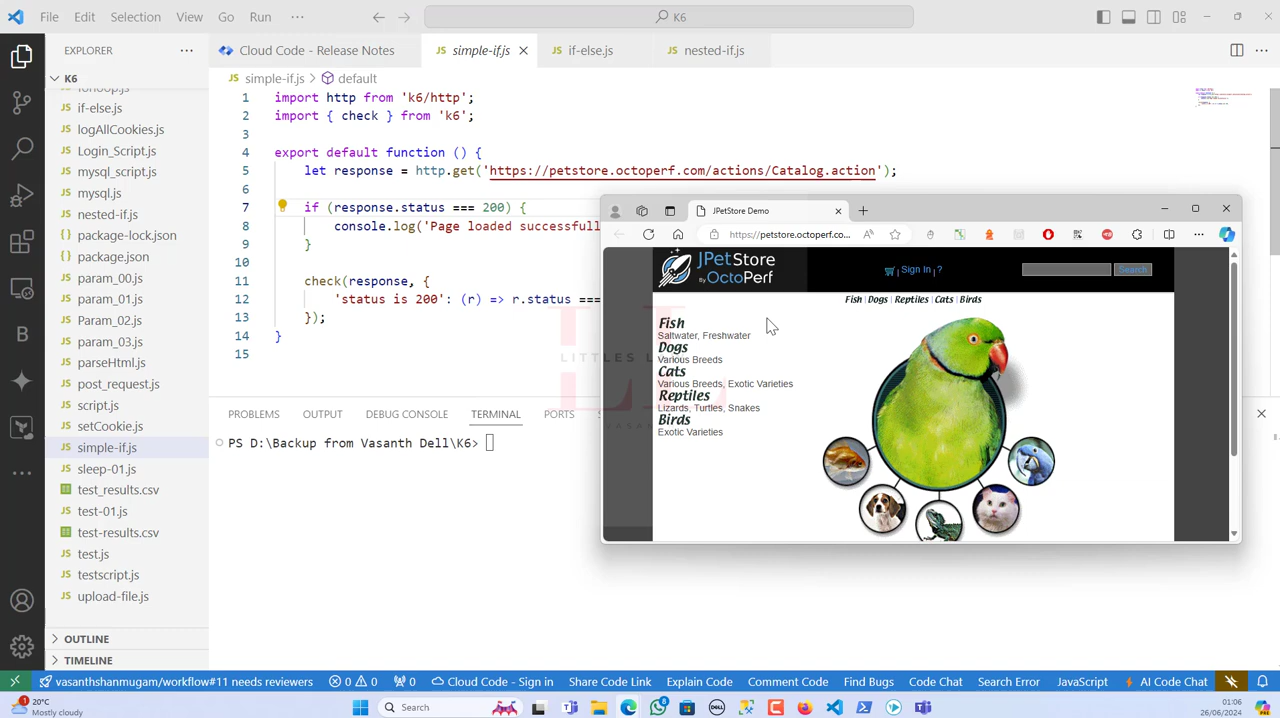 File Edit Selection View Go Run ··· K6
EXPLORER ···
K6
forloop.js
if-else.js
logAllCookies.js
Login_Script.js
mysql_script.js
mysql.js
nested-if.js
package-lock.json
package.json
param_00.js
param_01.js
Param_02.js
param_03.js
parseHtml.js
post_request.js
script.js
setCookie.js
simple-if.js
sleep-01.js
test_results.csv
test-01.js
test-results.csv
test.js
testscript.js
upload-file.js
OUTLINE
TIMELINE
Cloud Code - Release Notes
simple-if.js
if-else.js
nested-if.js
simple-if.js > default
1 import http from 'k6/http';
2 import { check } from 'k6';
3
4 export default function () {
5 let response = http.get('https://petstore.octoperf.com/actions/Catalog.action');
6
7 if (response.status === 200) {
8 console.log('Page loaded successfull
9 }
10
11 check(response, {
12 'status is 200': (r) => r.status ===
13 });
14 }
15
PROBLEMS OUTPUT DEBUG CONSOLE TERMINAL PORTS
PS D:\Backup from Vasanth Dell\K6>
JPetStore Demo
https://petstore.octoperf.co...
JPetStore
By OctoPerf
Sign In | ?
Search
Fish | Dogs | Reptiles | Cats | Birds
Fish
Saltwater, Freshwater
Dogs
Various Breeds
Cats
Various Breeds, Exotic Varieties
Reptiles
Lizards, Turtles, Snakes
Birds
Exotic Varieties
LITTLES L
vasanthshanmugam/workflow#11 needs reviewers 0 0 0 Cloud Code - Sign in Share Code Link Explain Code Comment Code Find Bugs Code Chat Search Error JavaScript AI Code Chat
20°C
Mostly cloudy
Search
01:06
26/06/2024